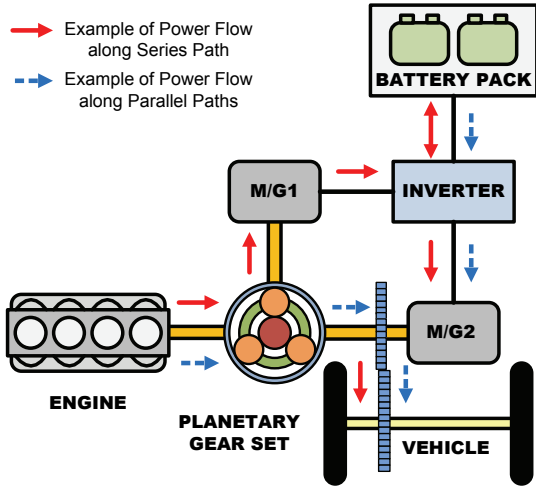 Example of Power Flow
along Series Path
Example of Power Flow
along Parallel Paths
BATTERY PACK
M/G1
INVERTER
M/G2
ENGINE
PLANETARY
GEAR SET
VEHICLE